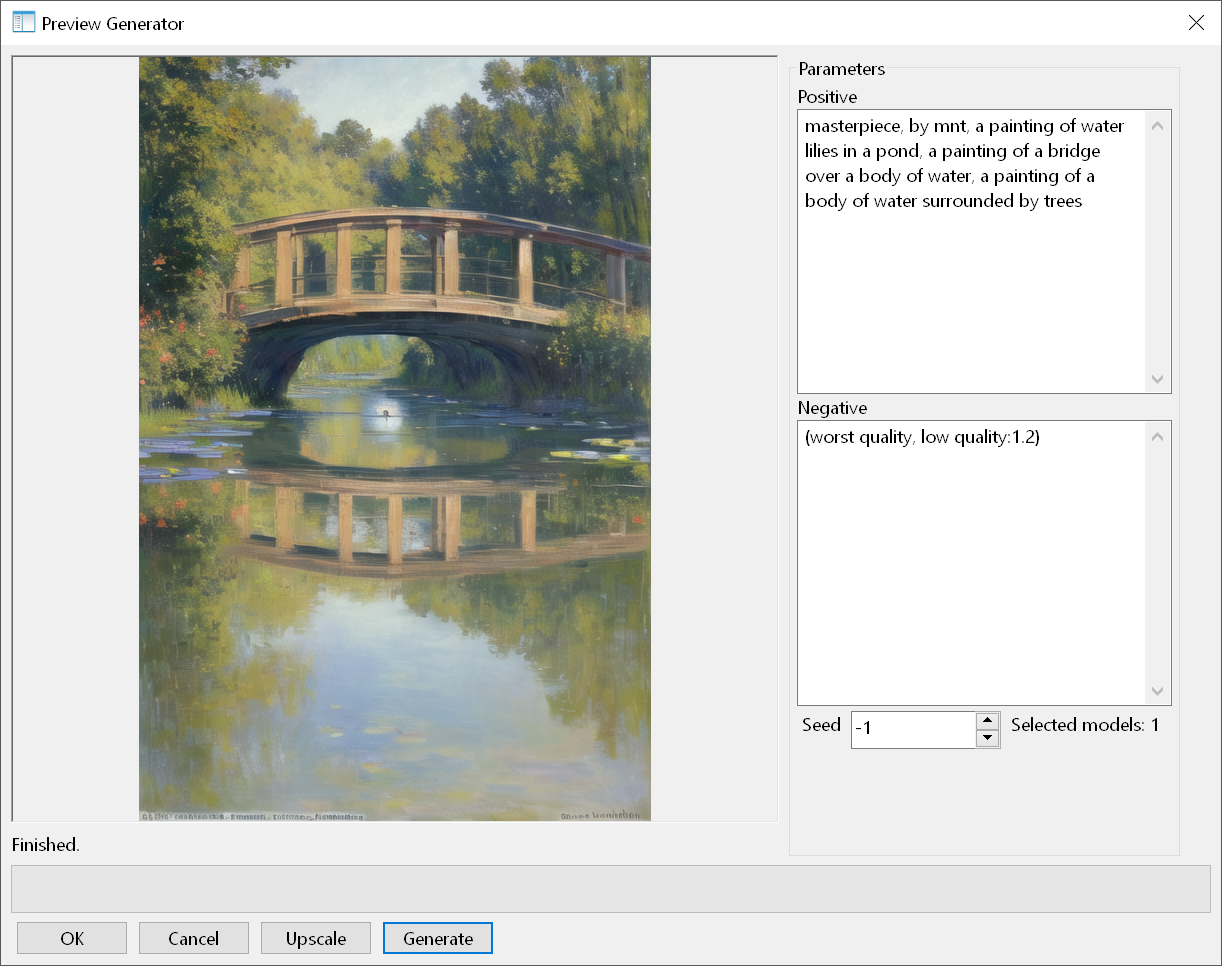 Preview Generator
Parameters
Positive
masterpiece, by mnt, a painting of water
lilies in a pond, a painting of a bridge
over a body of water, a painting of a
body of water surrounded by trees
Negative
(worst quality, low quality:1.2)
Seed
-1
Selected models: 1
Finished.
OK
Cancel
Upscale
Generate